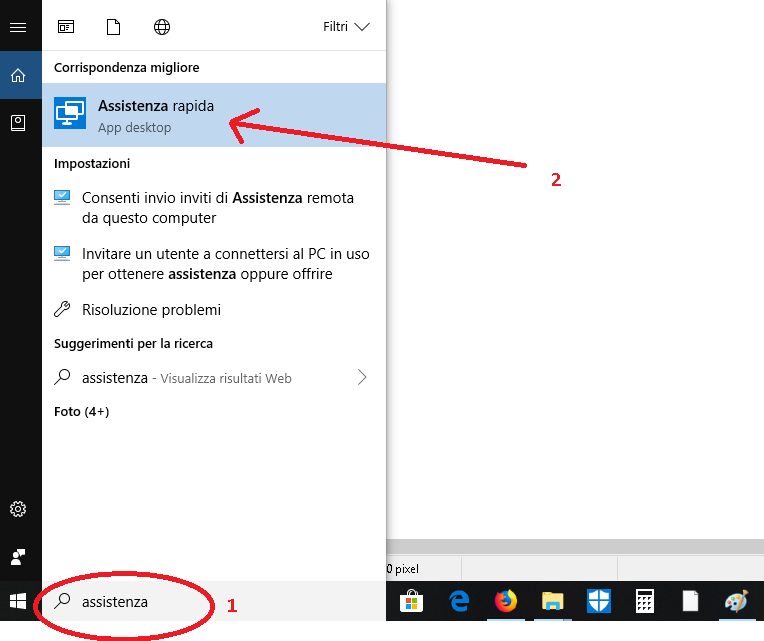 Filtri
Corrispondenza migliore
Assistenza rapida
App desktop
2
Impostazioni
Consenti invio inviti di Assistenza remota
da questo computer
Invitare un utente a connettersi al PC in uso
per ottenere assistenza oppure offrire
Risoluzione problemi
Suggerimenti per la ricerca
assistenza - Visualizza risultati Web
Foto (4+)
0 pixel
assistenza
1